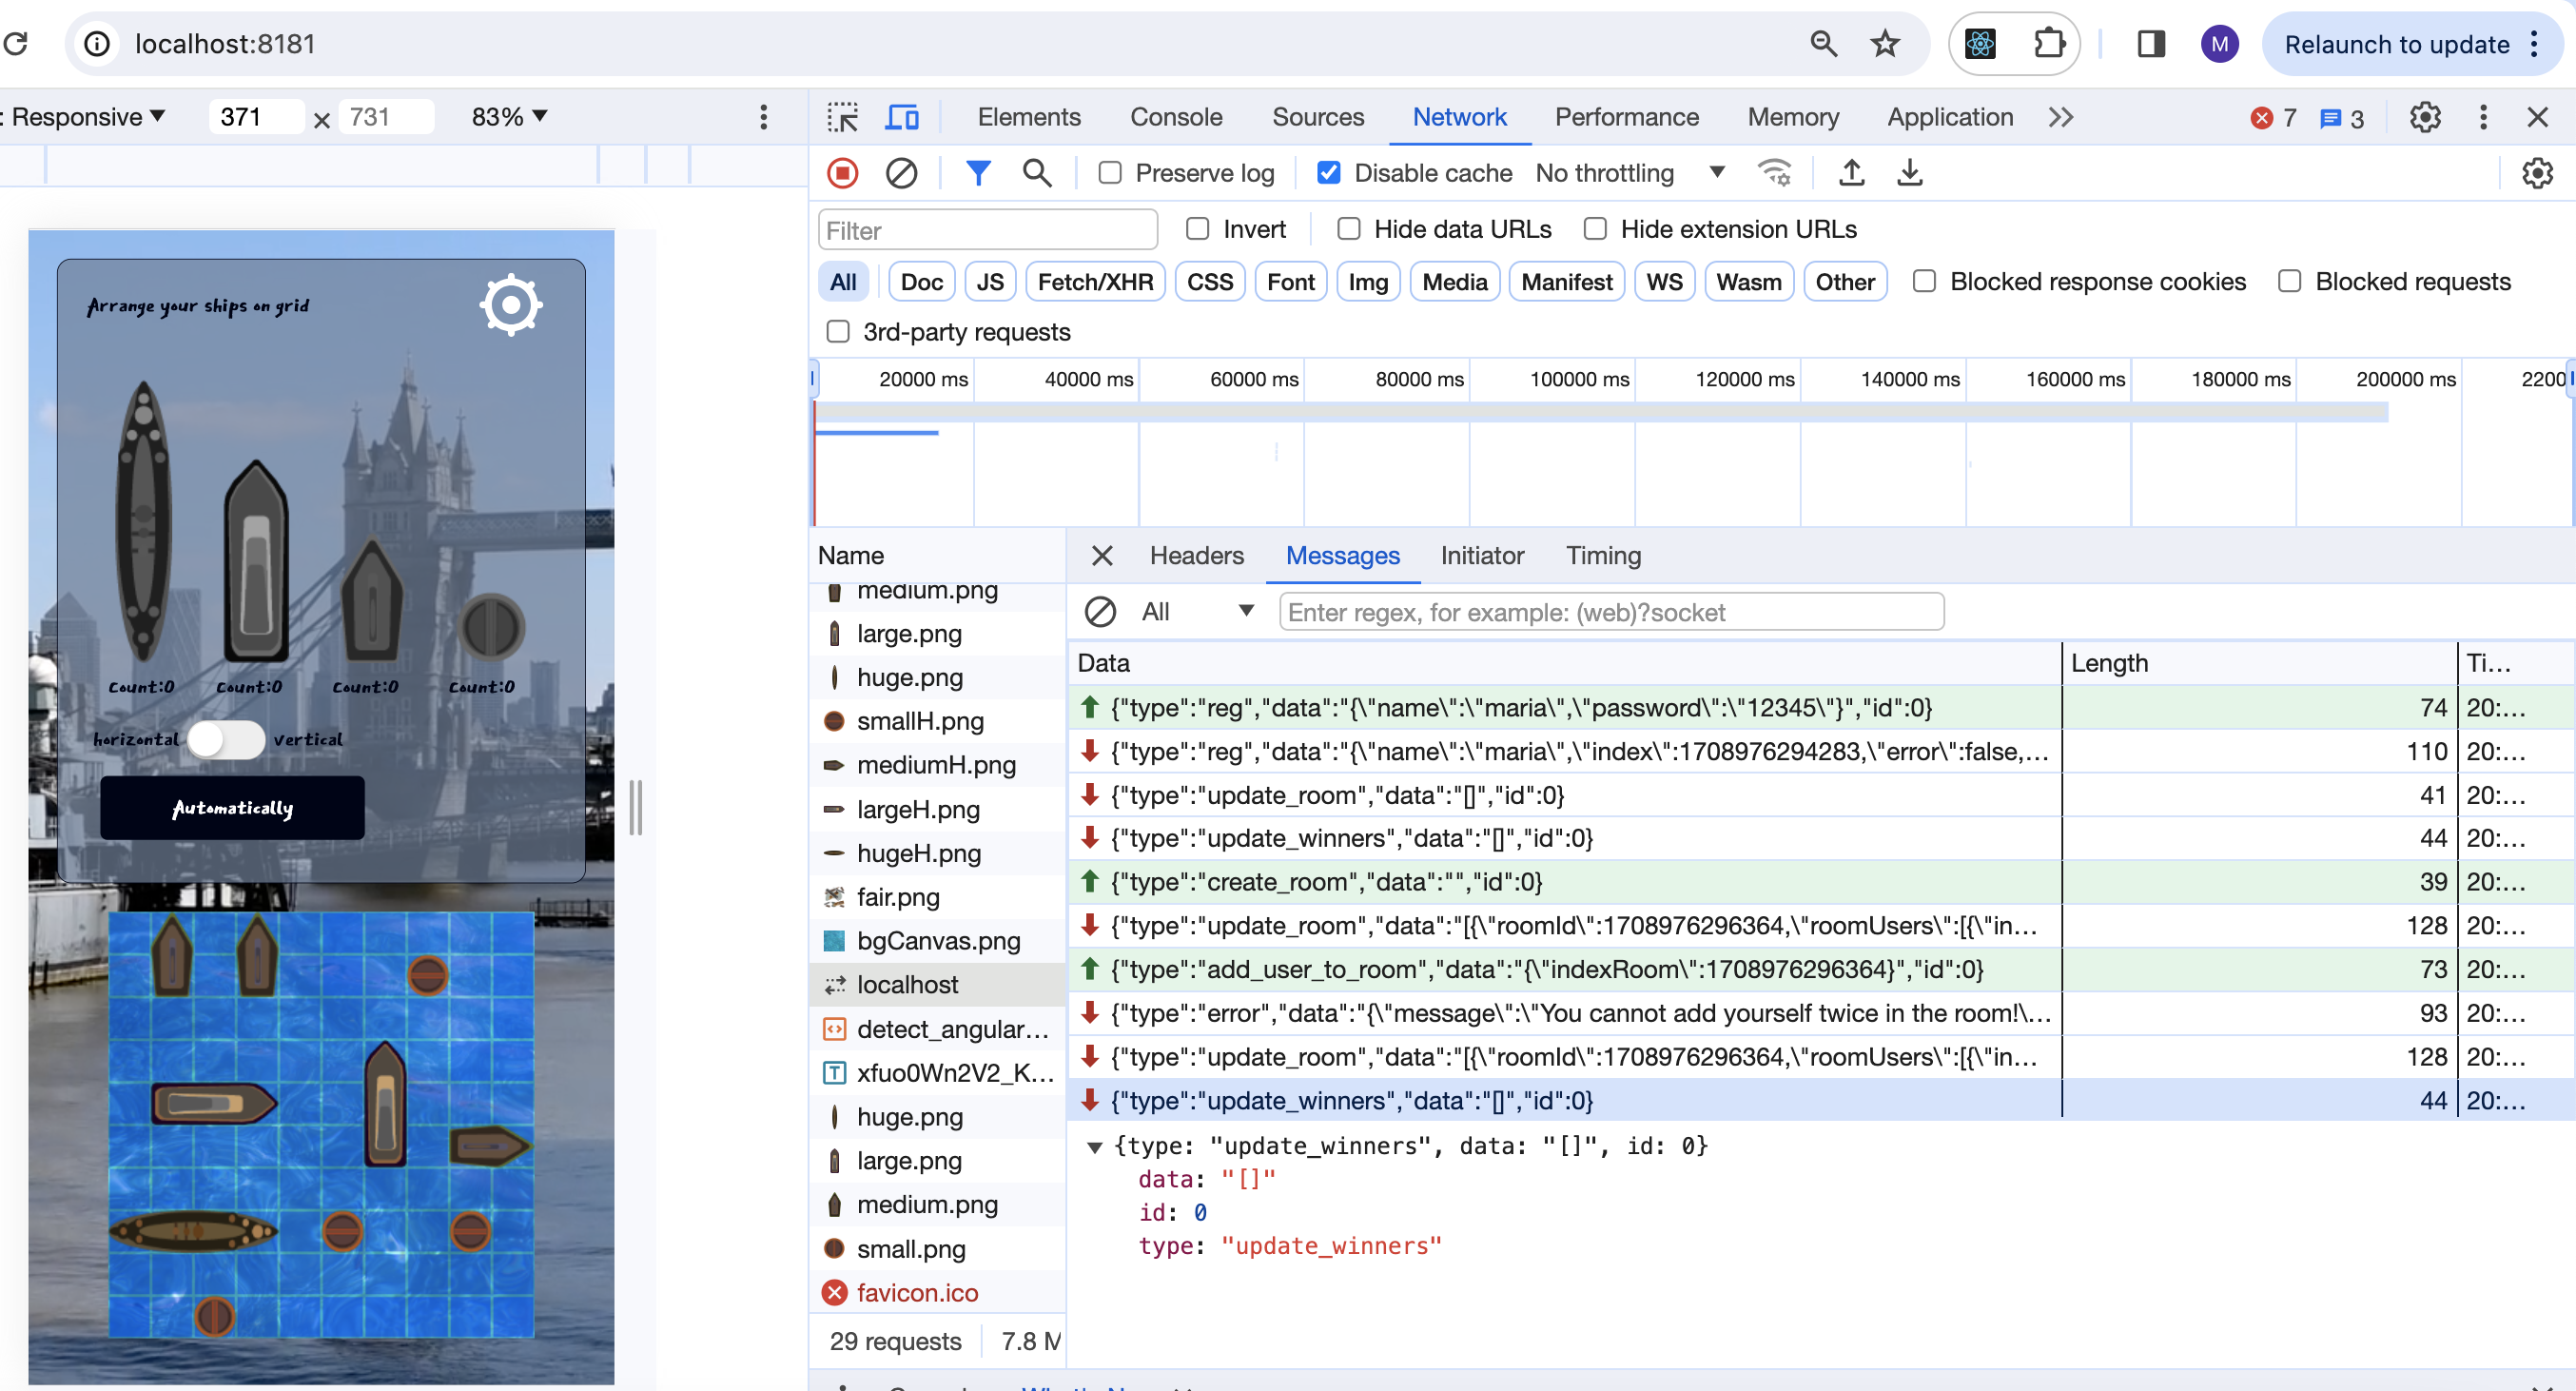 localhost:8181
M
Relaunch to update
: Responsive
371 × 731
83%
Elements Console Sources Network Performance Memory Application
7
3
Preserve log
Disable cache
No throttling
Filter
Invert
Hide data URLs
Hide extension URLs
All Doc JS Fetch/XHR CSS Font Img Media Manifest WS Wasm Other
Blocked response cookies
Blocked requests
3rd-party requests
20000 ms 40000 ms 60000 ms 80000 ms 100000 ms 120000 ms 140000 ms 160000 ms 180000 ms 200000 ms 2200
Arrange your ships on grid
Count:0 Count:0 Count:0 Count:0
horizontal vertical
Automatically
Name
medium.png
large.png
huge.png
smallH.png
mediumH.png
largeH.png
hugeH.png
fair.png
bgCanvas.png
localhost
detect_angular…
xfuo0Wn2V2_K…
huge.png
large.png
medium.png
small.png
favicon.ico
29 requests 7.8 M
Headers Messages Initiator Timing
All
Enter regex, for example: (web)?socket
Data Length Ti…
{"type":"reg","data":"{\"name\":\"maria\",\"password\":\"12345\"}","id":0} 74 20:…
{"type":"reg","data":"{\"name\":\"maria\",\"index\":1708976294283,\"error\":false,… 110 20:…
{"type":"update_room","data":"[]","id":0} 41 20:…
{"type":"update_winners","data":"[]","id":0} 44 20:…
{"type":"create_room","data":"","id":0} 39 20:…
{"type":"update_room","data":"[{\"roomId\":1708976296364,\"roomUsers\":[{\"in… 128 20:…
{"type":"add_user_to_room","data":"{\"indexRoom\":1708976296364}","id":0} 73 20:…
{"type":"error","data":"{\"message\":\"You cannot add yourself twice in the room!\… 93 20:…
{"type":"update_room","data":"[{\"roomId\":1708976296364,\"roomUsers\":[{\"in… 128 20:…
{"type":"update_winners","data":"[]","id":0} 44 20:…
{type: "update_winners", data: "[]", id: 0}
data: "[]"
id: 0
type: "update_winners"